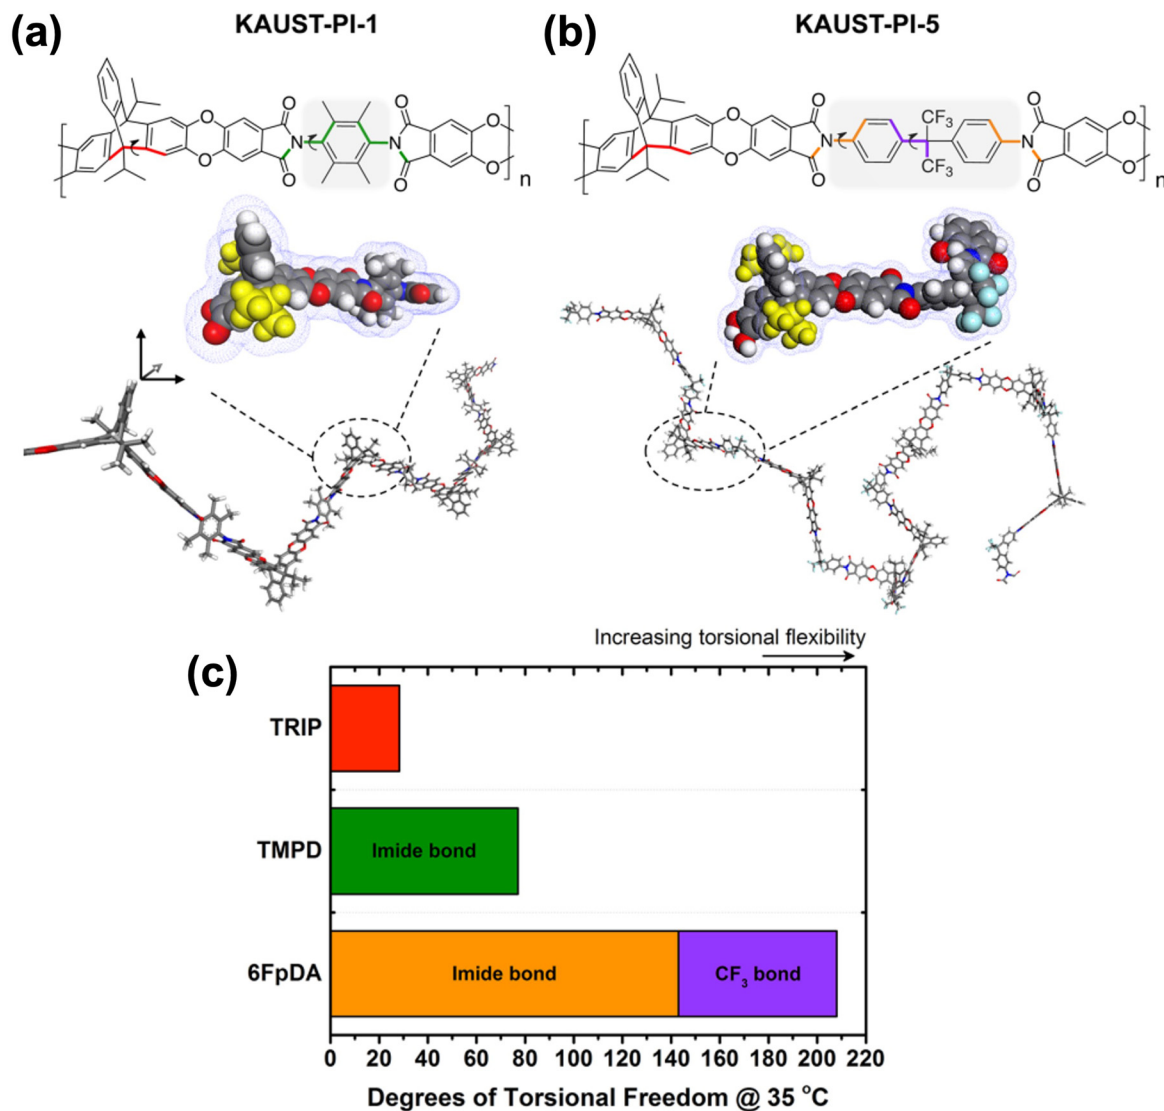 (a) KAUST-PI-1
(b) KAUST-PI-5
O O O N O O N O O O n
O O O N O CF₃ CF₃ O N O O O n
Increasing torsional flexibility
(c)
TRIP
TMPD
Imide bond
6FpDA
Imide bond
CF₃ bond
0 20 40 60 80 100 120 140 160 180 200 220
Degrees of Torsional Freedom @ 35 °C